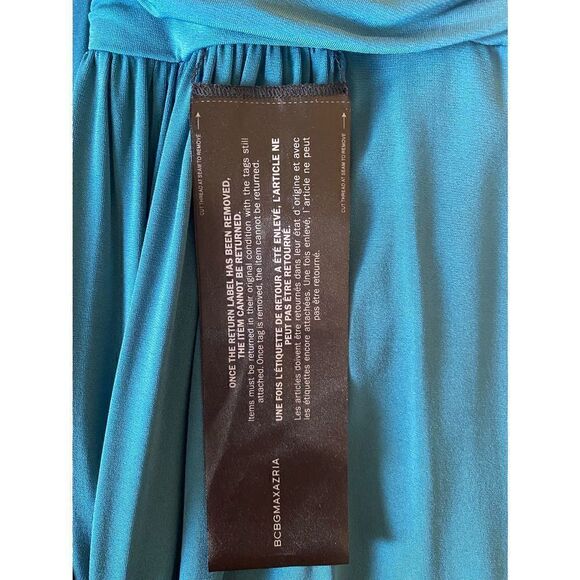 CUT THREAD AT SEAM TO REMOVE
ONCE THE RETURN LABEL HAS BEEN REMOVED,
THE ITEM CANNOT BE RETURNED.
Items must be returned in their original condition with the tags still
attached. Once tag is removed, the item cannot be returned.
UNE FOIS L'ÉTIQUETTE DE RETOUR A ÉTÉ ENLEVÉ, L'ARTICLE NE
PEUT PAS ÊTRE RETOURNÉ.
Les articles doivent être retournés dans leur état d'origine et avec
les étiquettes encore attachées. Une fois enlevé, l'article ne peut
pas être retourné.
CUT THREAD AT SEAM TO REMOVE
BCBGMAXAZRIA